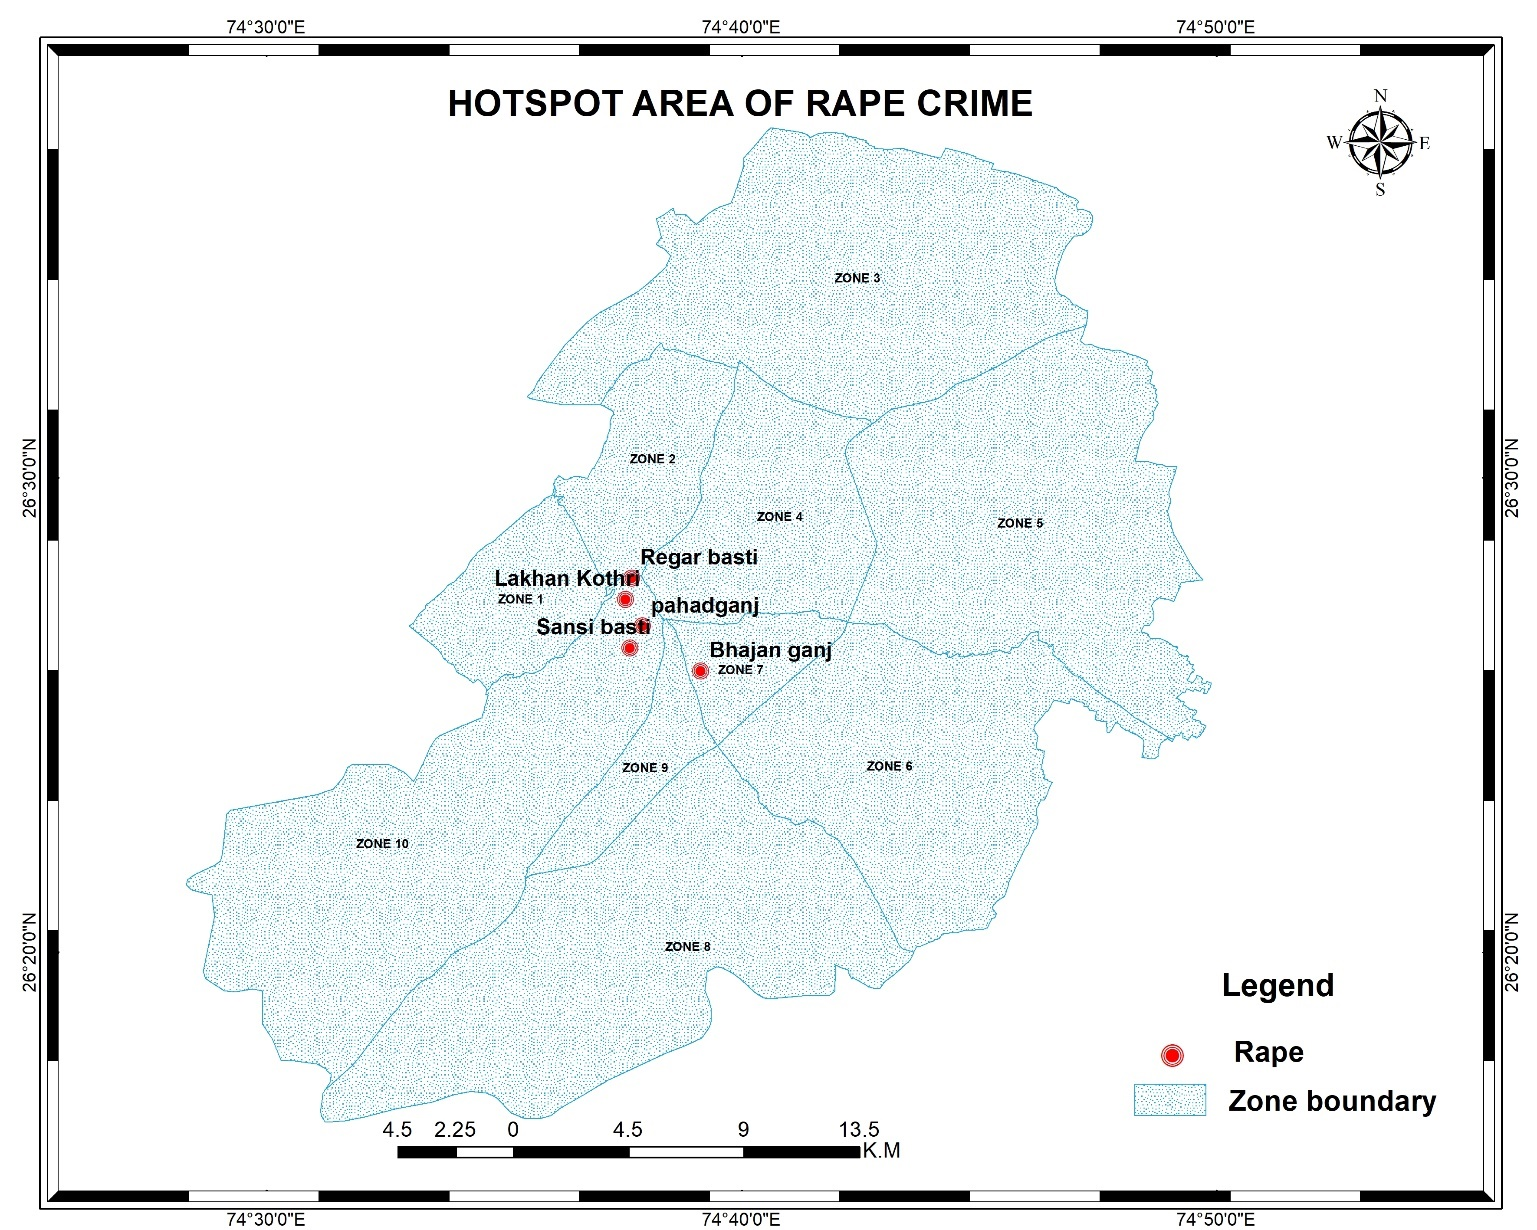 74°30'0"E 74°40'0"E 74°50'0"E
HOTSPOT AREA OF RAPE CRIME
N
W E
S
ZONE 3
26°30'0"N 26°30'0"N
ZONE 2
ZONE 4
ZONE 5
Regar basti
Lakhan Kothri
ZONE 1
pahadganj
Sansi basti
Bhajan ganj
ZONE 7
ZONE 9
ZONE 6
ZONE 10
ZONE 8
26°20'0"N 26°20'0"N
Legend
Rape
Zone boundary
4.5 2.25 0 4.5 9 13.5
K.M
74°30'0"E 74°40'0"E 74°50'0"E